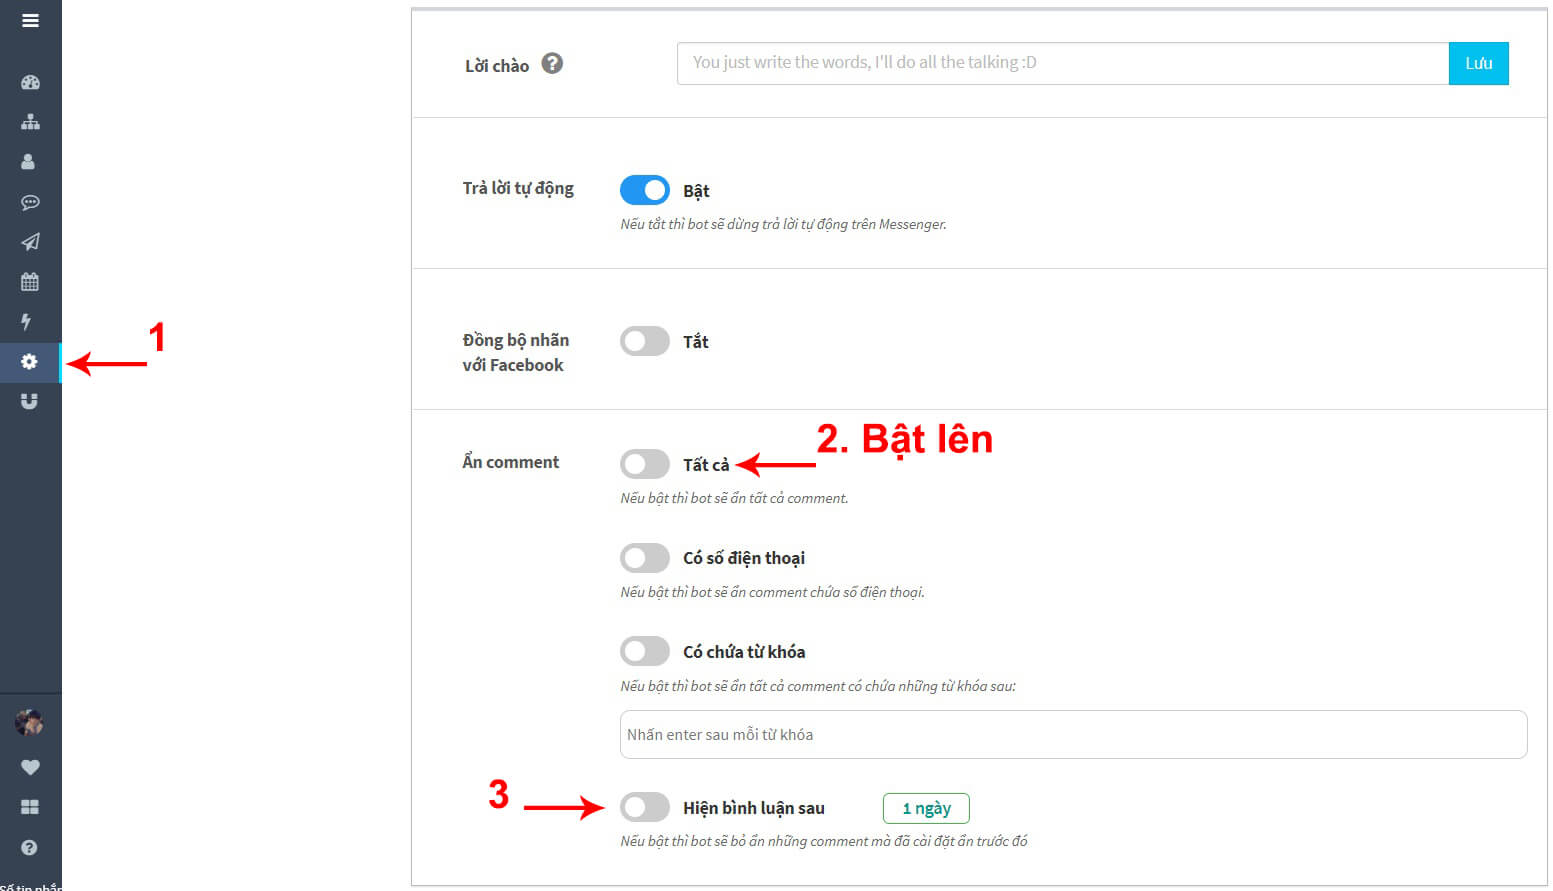 Lời chào
You just write the words, I'll do all the talking :D
Lưu
Trả lời tự động
Bật
Nếu tắt thì bot sẽ dừng trả lời tự động trên Messenger.
1
Đồng bộ nhãn
với Facebook
Tắt
2. Bật lên
Ẩn comment
Tất cả
Nếu bật thì bot sẽ ẩn tất cả comment.
Có số điện thoại
Nếu bật thì bot sẽ ẩn comment chứa số điện thoại.
Có chứa từ khóa
Nếu bật thì bot sẽ ẩn tất cả comment có chứa những từ khóa sau:
Nhấn enter sau mỗi từ khóa
3
Hiện bình luận sau
1 ngày
Nếu bật thì bot sẽ bỏ ẩn những comment mà đã cài đặt ẩn trước đó
Số tin nhắn